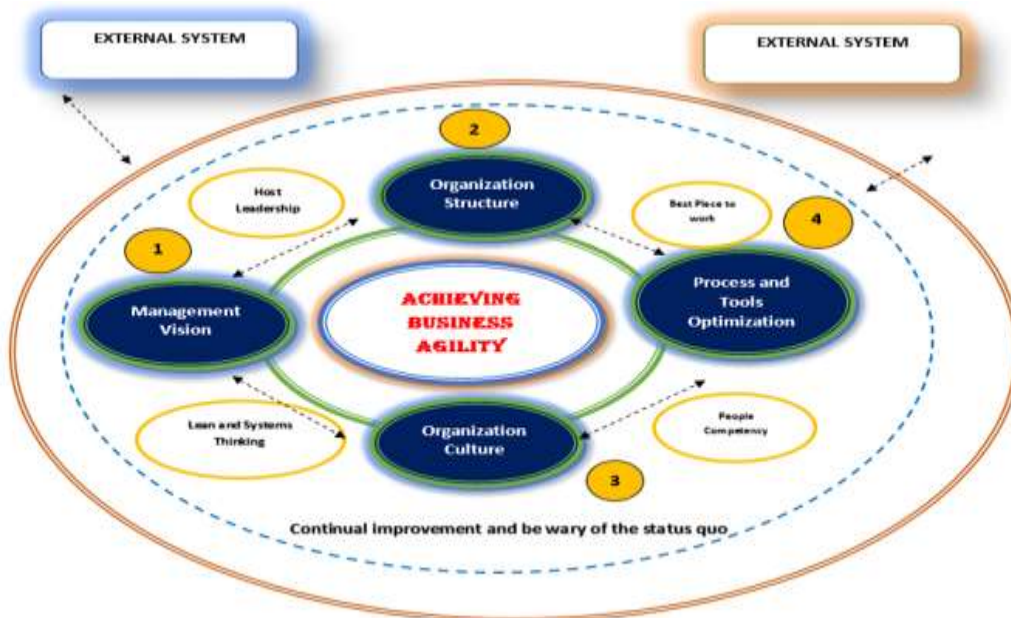 EXTERNAL SYSTEM
EXTERNAL SYSTEM
2
Organization
Structure
Host
Leadership
Best Place to
work
4
1
Management
Vision
ACHIEVING
BUSINESS
AGILITY
Process and
Tools
Optimization
Lean and Systems
Thinking
Organization
Culture
People
Competency
3
Continual improvement and be wary of the status quo